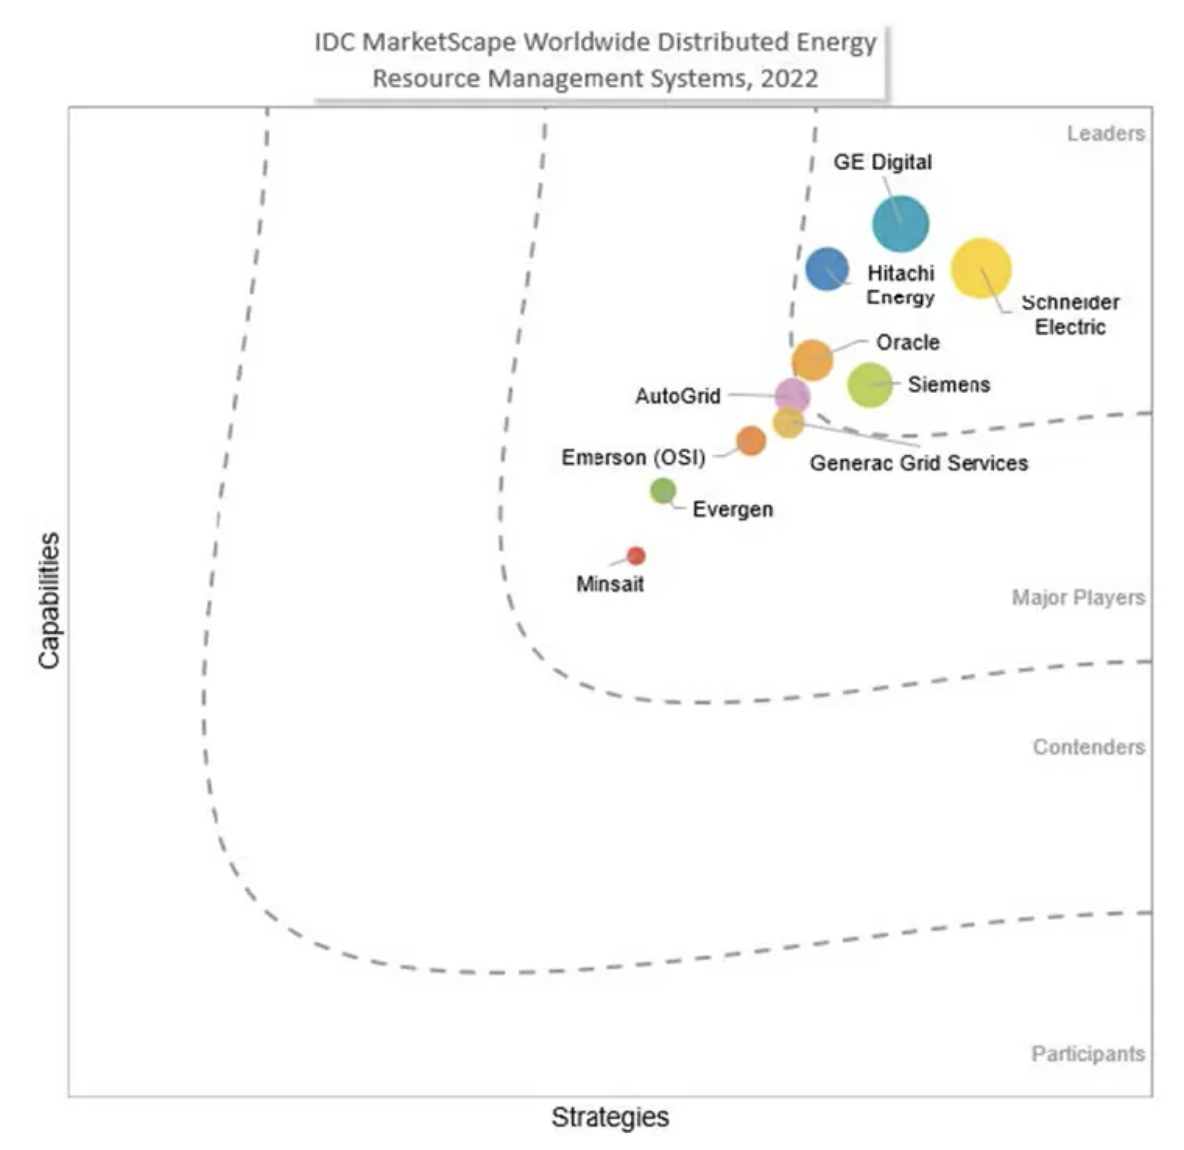 IDC MarketScape Worldwide Distributed Energy
Resource Management Systems, 2022
Leaders
GE Digital
Hitachi
Energy
Schneider
Electric
Oracle
Siemens
AutoGrid
Emerson (OSI)
Generac Grid Services
Evergen
Minsait
Major Players
Capabilities
Contenders
Participants
Strategies